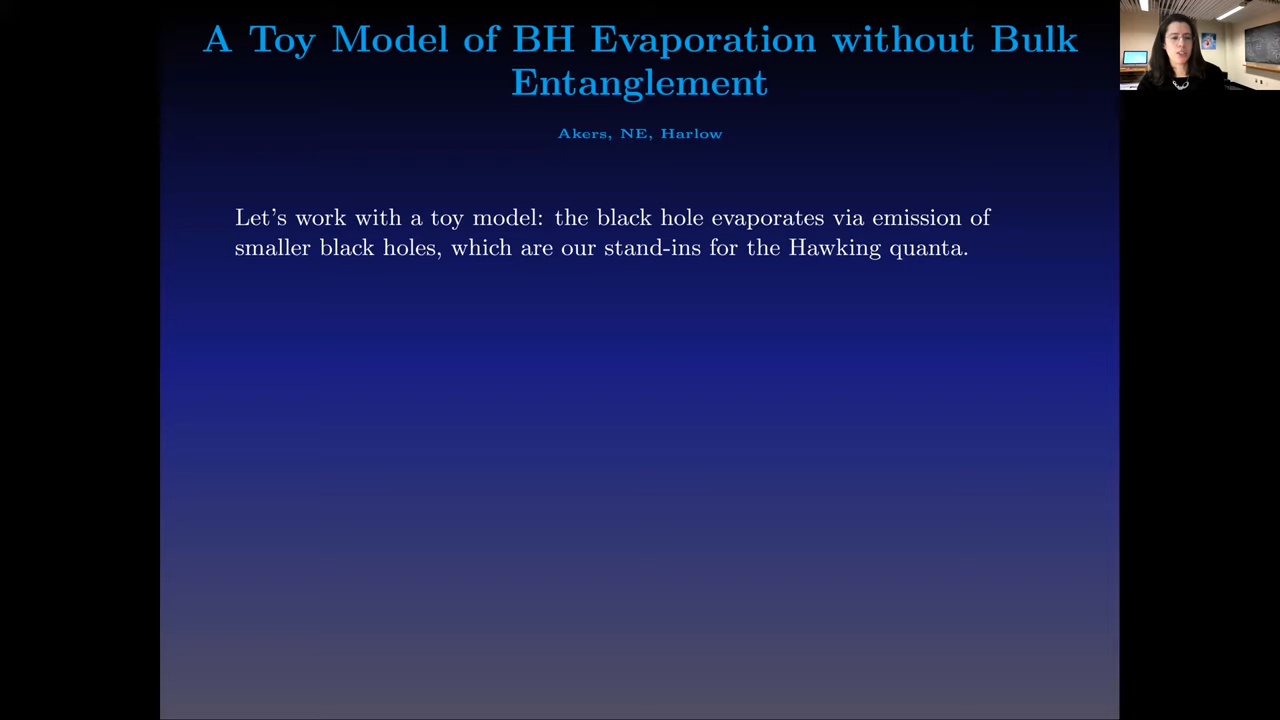 A Toy Model of BH Evaporation without Bulk
Entanglement
Akers, NE, Harlow
Let's work with a toy model: the black hole evaporates via emission of
smaller black holes, which are our stand-ins for the Hawking quanta.